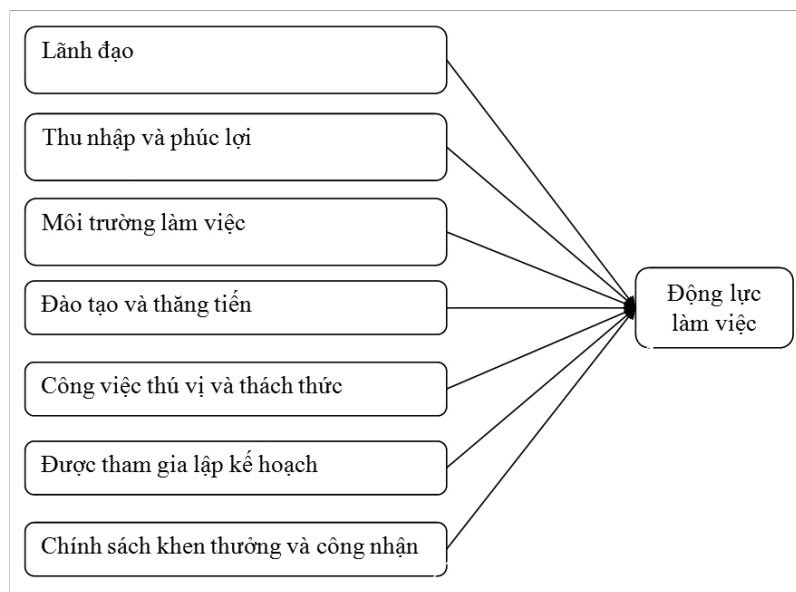 Lãnh đạo
Thu nhập và phúc lợi
Môi trường làm việc
Đào tạo và thăng tiến
Công việc thú vị và thách thức
Được tham gia lập kế hoạch
Chính sách khen thưởng và công nhận
Động lực
làm việc